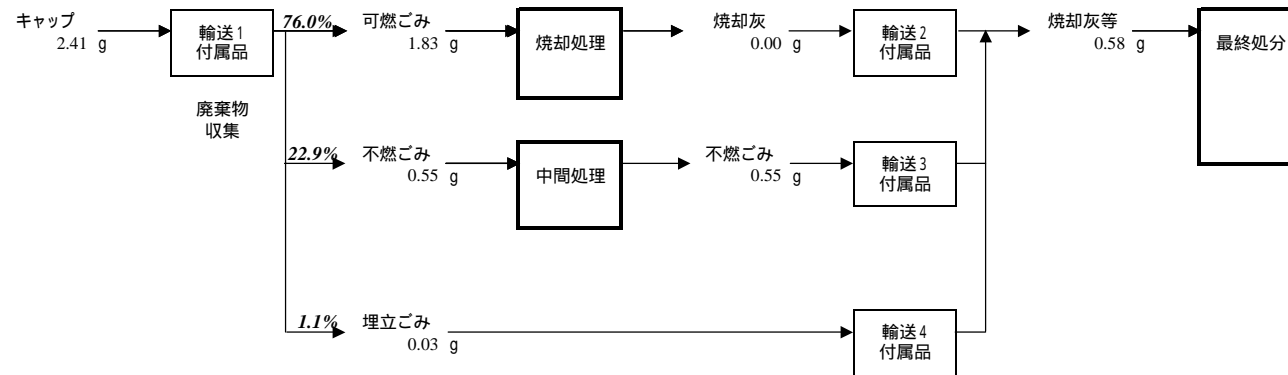 キャップ
2.41 g
輸送1
付属品
廃棄物
収集
76.0%
可燃ごみ
1.83 g
焼却処理
焼却灰
0.00 g
輸送2
付属品
焼却灰等
0.58 g
最終処分
22.9%
不燃ごみ
0.55 g
中間処理
不燃ごみ
0.55 g
輸送3
付属品
1.1%
埋立ごみ
0.03 g
輸送4
付属品